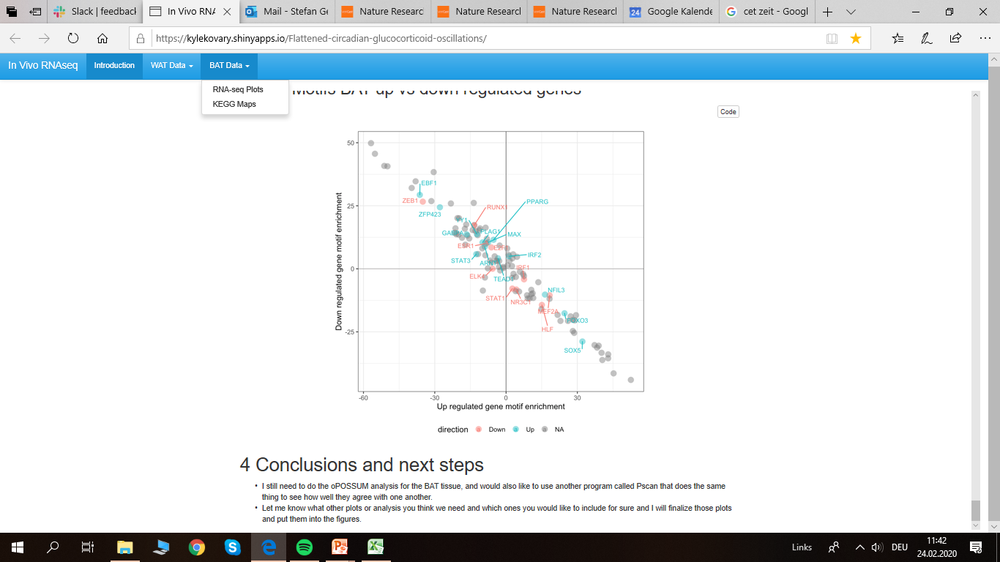 Slack | feedback
In Vivo RNA
Mail - Stefan Ge
Nature Research
Nature Research
Nature Research
24
Google Kalende
cet zeit - Googl
https://kylekovary.shinyapps.io/Flattened-circadian-glucocorticoid-oscillations/
In Vivo RNAseq
Introduction
WAT Data
BAT Data
RNA-seq Plots
KEGG Maps
Motifs BAT up vs down regulated genes
Code
50
25
0
-25
-60
-30
0
30
Down regulated gene motif enrichment
EBF1
ZEB1
ZFP423
PPARG
RUNX1
YY1
GABPA
PLAG1
MAX
ESR1
E2F1
STAT3
IRF2
IRF1
ELK4
TEAD1
STAT1
NR3C1
NFIL3
MEF2A
FOXO3
HLF
SOX5
Up regulated gene motif enrichment
direction
Down
Up
NA
4 Conclusions and next steps
• I still need to do the oPOSSUM analysis for the BAT tissue, and would also like to use another program called Pscan that does the same
thing to see how well they agree with one another.
• Let me know what other plots or analysis you think we need and which ones you would like to include for sure and I will finalize those plots
and put them into the figures.
Links
DEU
11:42
24.02.2020